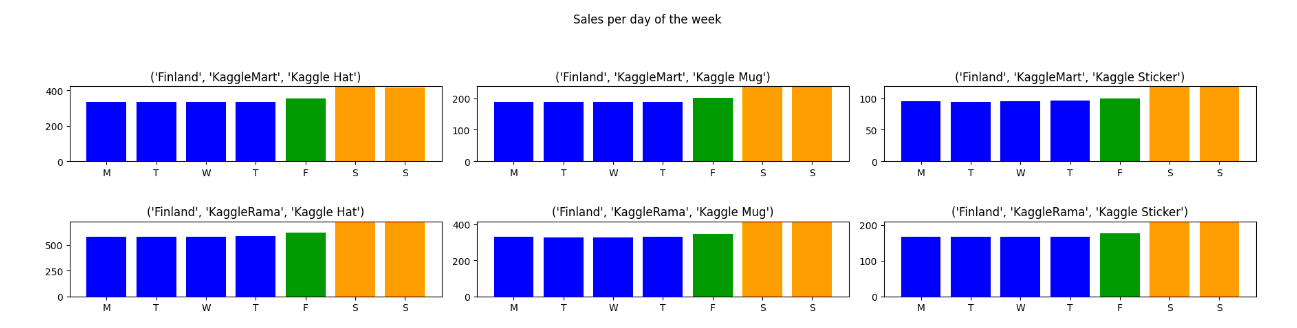 Sales per day of the week
('Finland', 'KaggleMart', 'Kaggle Hat')
('Finland', 'KaggleMart', 'Kaggle Mug')
('Finland', 'KaggleMart', 'Kaggle Sticker')
400
200
0
M T W T F S S
200
100
0
M T W T F S S
100
50
0
M T W T F S S
('Finland', 'KaggleRama', 'Kaggle Hat')
('Finland', 'KaggleRama', 'Kaggle Mug')
('Finland', 'KaggleRama', 'Kaggle Sticker')
500
250
0
M T W T F S S
400
200
0
M T W T F S S
200
100
0
M T W T F S S